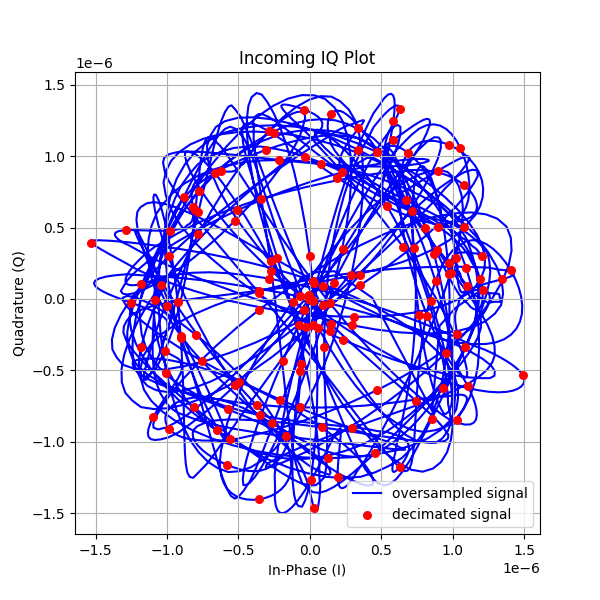 Incoming IQ Plot
1e−6
1.5
1.0
0.5
0.0
−0.5
−1.0
−1.5
Quadrature (Q)
oversampled signal
decimated signal
−1.5 −1.0 −0.5 0.0 0.5 1.0 1.5
In-Phase (I)
1e−6